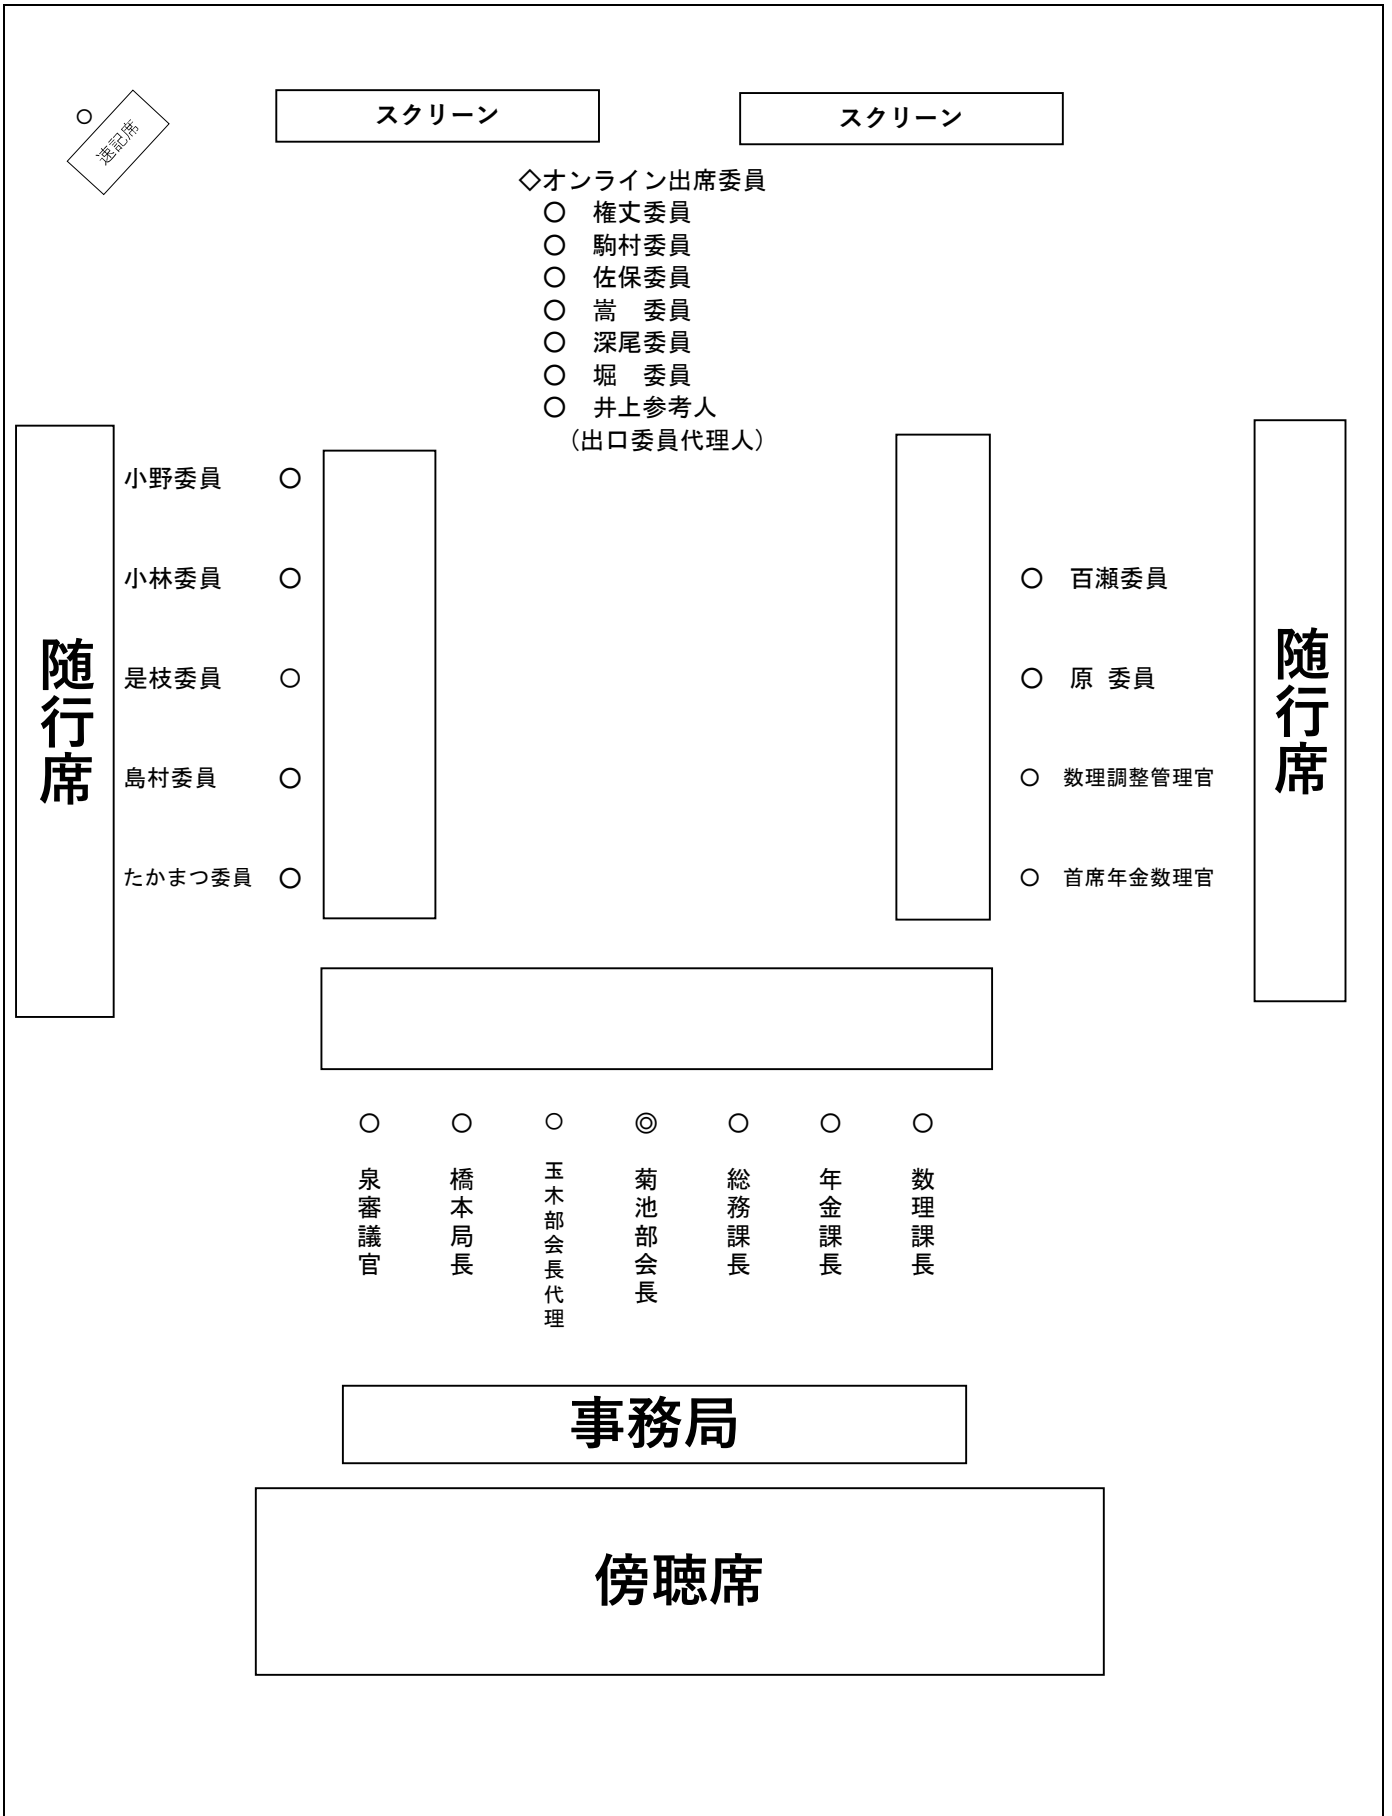 速記席
スクリーン
スクリーン
◇オンライン出席委員
○ 権丈委員
○ 駒村委員
○ 佐保委員
○ 嵩 委員
○ 深尾委員
○ 堀 委員
○ 井上参考人
（出口委員代理人）
随行席
小野委員 ○
小林委員 ○
是枝委員 ○
島村委員 ○
たかまつ委員 ○
○ 百瀬委員
○ 原 委員
○ 数理調整管理官
○ 首席年金数理官
随行席
○ 泉審議官
○ 橋本局長
○ 玉木部会長代理
◎ 菊池部会長
○ 総務課長
○ 年金課長
○ 数理課長
事務局
傍聴席